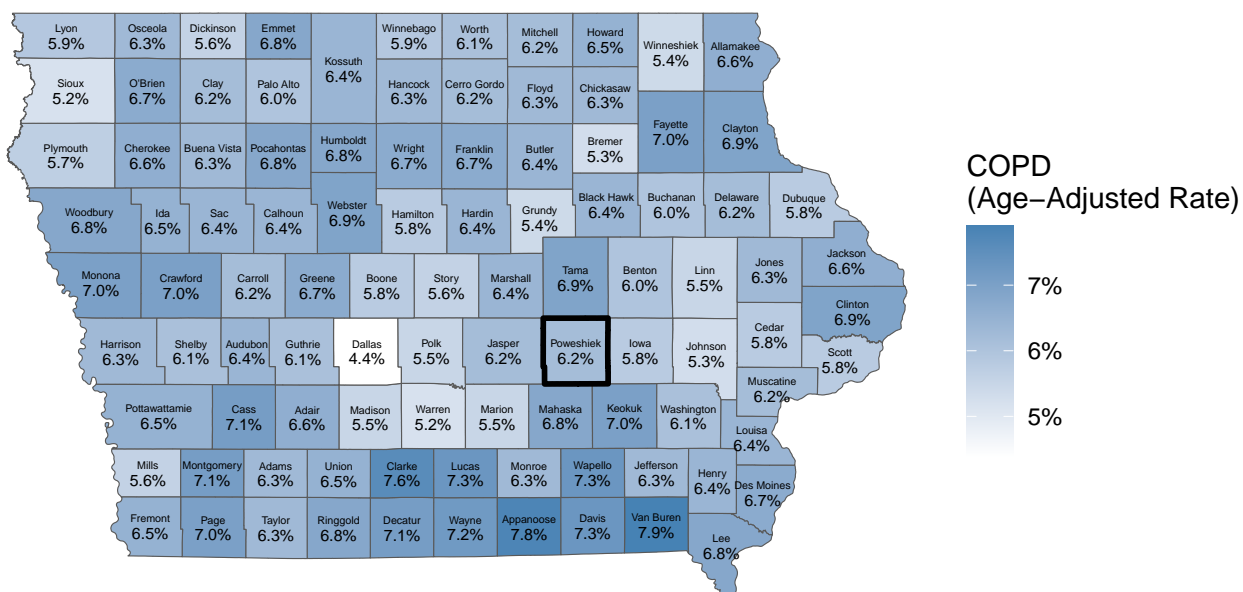 Lyon
5.9%
Osceola
6.3%
Dickinson
5.6%
Emmet
6.8%
Kossuth
6.4%
Winnebago
5.9%
Worth
6.1%
Mitchell
6.2%
Howard
6.5%
Winneshiek
5.4%
Allamakee
6.6%
Sioux
5.2%
O'Brien
6.7%
Clay
6.2%
Palo Alto
6.0%
Hancock
6.3%
Cerro Gordo
6.2%
Floyd
6.3%
Chickasaw
6.3%
Fayette
7.0%
Clayton
6.9%
Plymouth
5.7%
Cherokee
6.6%
Buena Vista
6.3%
Pocahontas
6.8%
Humboldt
6.8%
Wright
6.7%
Franklin
6.7%
Butler
6.4%
Bremer
5.3%
Woodbury
6.8%
Ida
6.5%
Sac
6.4%
Calhoun
6.4%
Webster
6.9%
Hamilton
5.8%
Hardin
6.4%
Grundy
5.4%
Black Hawk
6.4%
Buchanan
6.0%
Delaware
6.2%
Dubuque
5.8%
Monona
7.0%
Crawford
7.0%
Carroll
6.2%
Greene
6.7%
Boone
5.8%
Story
5.6%
Marshall
6.4%
Tama
6.9%
Benton
6.0%
Linn
5.5%
Jones
6.3%
Jackson
6.6%
Clinton
6.9%
Harrison
6.3%
Shelby
6.1%
Audubon
6.4%
Guthrie
6.1%
Dallas
4.4%
Polk
5.5%
Jasper
6.2%
Poweshiek
6.2%
Iowa
5.8%
Johnson
5.3%
Cedar
5.8%
Scott
5.8%
Muscatine
6.2%
Pottawattamie
6.5%
Cass
7.1%
Adair
6.6%
Madison
5.5%
Warren
5.2%
Marion
5.5%
Mahaska
6.8%
Keokuk
7.0%
Washington
6.1%
Louisa
6.4%
Mills
5.6%
Montgomery
7.1%
Adams
6.3%
Union
6.5%
Clarke
7.6%
Lucas
7.3%
Monroe
6.3%
Wapello
7.3%
Jefferson
6.3%
Henry
6.4%
Des Moines
6.7%
Fremont
6.5%
Page
7.0%
Taylor
6.3%
Ringgold
6.8%
Decatur
7.1%
Wayne
7.2%
Appanoose
7.8%
Davis
7.3%
Van Buren
7.9%
Lee
6.8%
COPD
(Age−Adjusted Rate)
7%
6%
5%